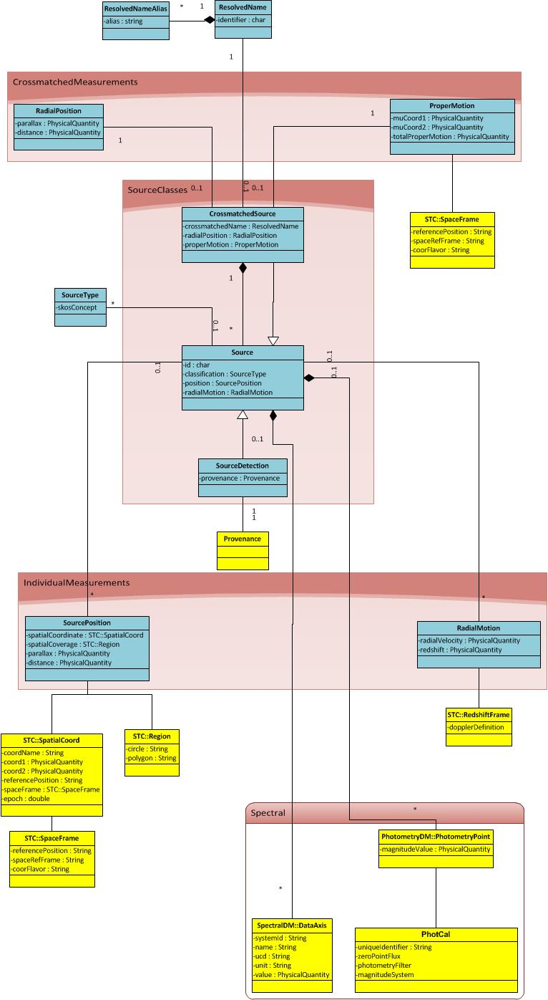 ResolvedNameAlias
-alias : string
*
1
ResolvedName
-identifier : char
1
CrossmatchedMeasurements
RadialPosition
-parallax : PhysicalQuantity
-distance : PhysicalQuantity
1
1
ProperMotion
-muCoord1 : PhysicalQuantity
-muCoord2 : PhysicalQuantity
-totalProperMotion : PhysicalQuantity
SourceClasses
0..1
0..1
0..1
CrossmatchedSource
-crossmatchedName : ResolvedName
-radialPosition : RadialPosition
-properMotion : ProperMotion
STC::SpaceFrame
-referencePosition : String
-spaceRefFrame : String
-coorFlavor : String
1
SourceType
-skosConcept
*
0..1
*
Source
-id : char
-classification : SourceType
-position : SourcePosition
-radialMotion : RadialMotion
0..1
0..1
0..1
0..1
SourceDetection
-provenance : Provenance
1
1
Provenance
IndividualMeasurements
*
*
SourcePosition
-spatialCoordinate : STC::SpatialCoord
-spatialCoverage : STC::Region
-parallax : PhysicalQuantity
-distance : PhysicalQuantity
RadialMotion
-radialVelocity : PhysicalQuantity
-redshift : PhysicalQuantity
STC::RedshiftFrame
-dopplerDefinition
STC::SpatialCoord
-coordName : String
-coord1 : PhysicalQuantity
-coord2 : PhysicalQuantity
-referencePosition : String
-spaceFrame : STC::SpaceFrame
-epoch : double
STC::Region
-circle : String
-polygon : String
STC::SpaceFrame
-referencePosition : String
-spaceRefFrame : String
-coorFlavor : String
Spectral
*
PhotometryDM::PhotometryPoint
-magnitudeValue : PhysicalQuantity
*
SpectralDM::DataAxis
-systemId : String
-name : String
-ucd : String
-unit : String
-value : PhysicalQuantity
PhotCal
-uniqueIdentifier : String
-zeroPointFlux
-photometryFilter
-magnitudeSystem